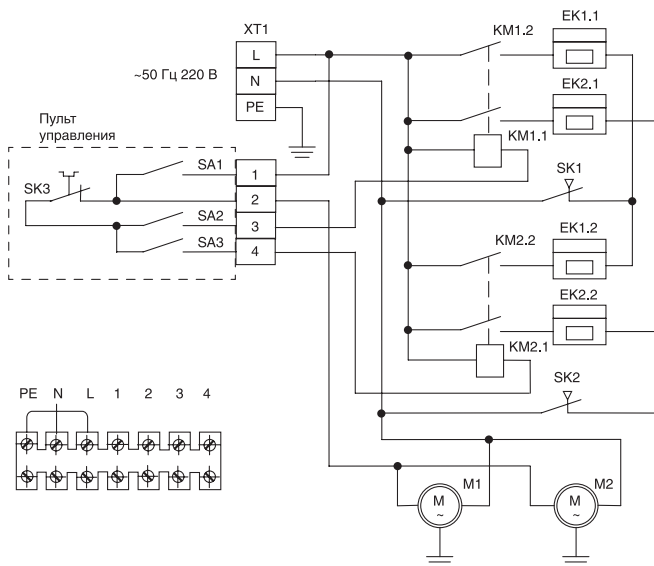 XT1
L
N
PE
~50 Гц 220 В
Пульт
управления
SK3
SA1
SA2
SA3
1
2
3
4
KM1.2
EK1.1
EK2.1
KM1.1
SK1
KM2.2
EK1.2
EK2.2
KM2.1
SK2
PE N L 1 2 3 4
M
~
M1
M
~
M2